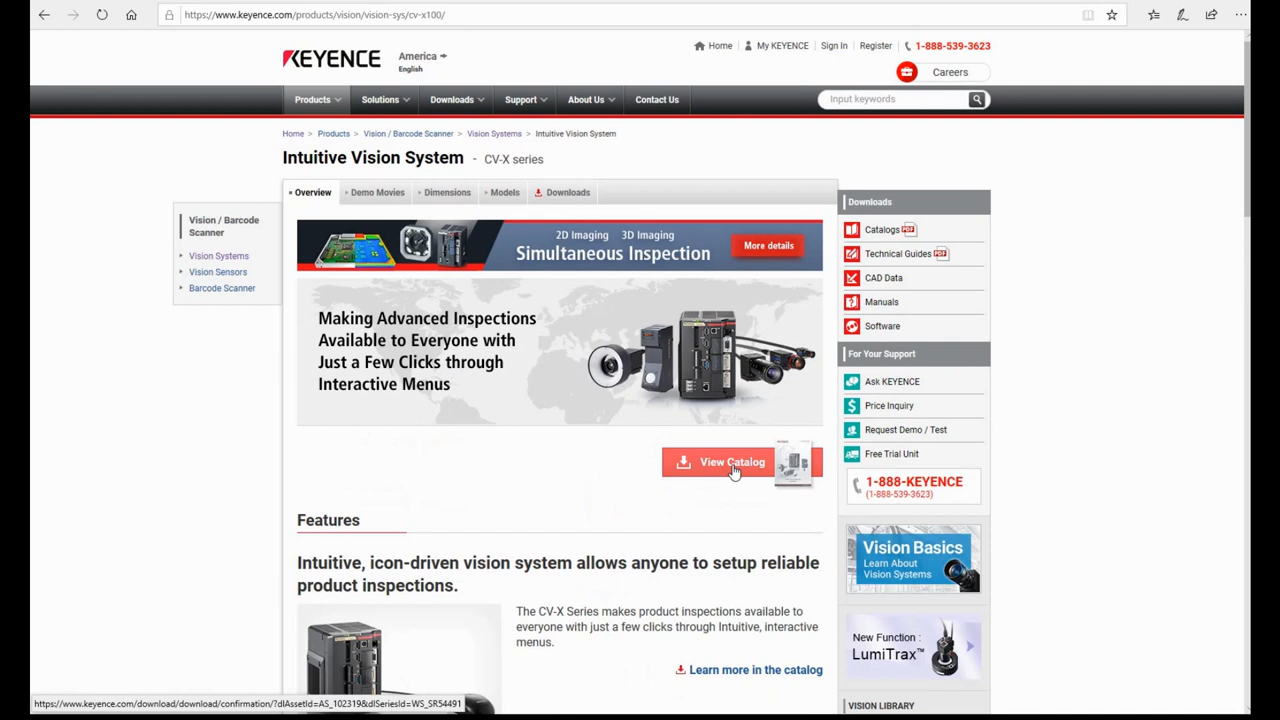 https://www.keyence.com/products/vision/vision-sys/cv-x100/
KEYENCE
America
English
Home
My KEYENCE
Sign In
Register
1-888-539-3623
Careers
Products
Solutions
Downloads
Support
About Us
Contact Us
Input keywords
Home > Products > Vision / Barcode Scanner > Vision Systems > Intuitive Vision System
Intuitive Vision System - CV-X series
Overview
Demo Movies
Dimensions
Models
Downloads
Vision / Barcode
Scanner
Vision Systems
Vision Sensors
Barcode Scanner
2D Imaging 3D Imaging
Simultaneous Inspection
More details
Making Advanced Inspections
Available to Everyone with
Just a Few Clicks through
Interactive Menus
View Catalog
Features
Intuitive, icon-driven vision system allows anyone to setup reliable
product inspections.
The CV-X Series makes product inspections available to
everyone with just a few clicks through Intuitive, interactive
menus.
Learn more in the catalog
Downloads
Catalogs PDF
Technical Guides PDF
CAD Data
Manuals
Software
For Your Support
Ask KEYENCE
Price Inquiry
Request Demo / Test
Free Trial Unit
1-888-KEYENCE
(1-888-539-3623)
Vision Basics
Learn About
Vision Systems
New Function :
LumiTrax™
VISION LIBRARY
https://www.keyence.com/download/download/confirmation/?dlAssetId=AS_102319&dlSeriesId=WS_SR54491